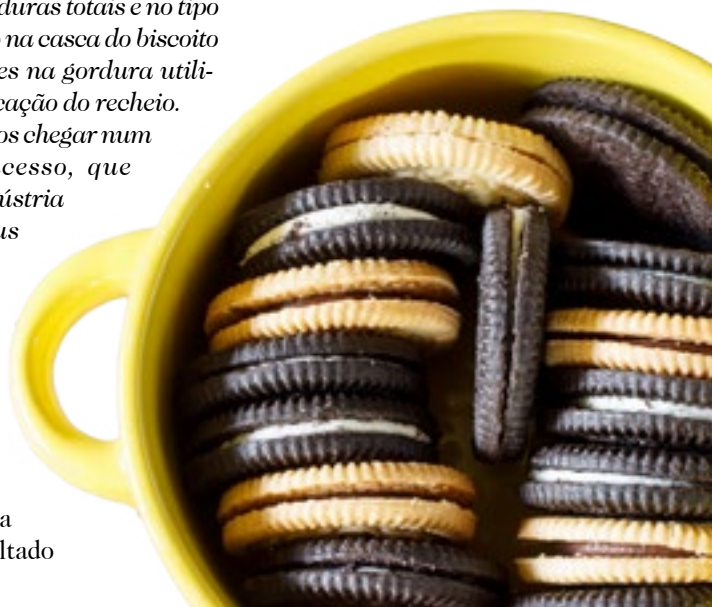 duras totais e no tipo
na casca do biscoito
es na gordura utili-
cação do recheio.
os chegar num
cesso, que
ústria
us
a
ltado